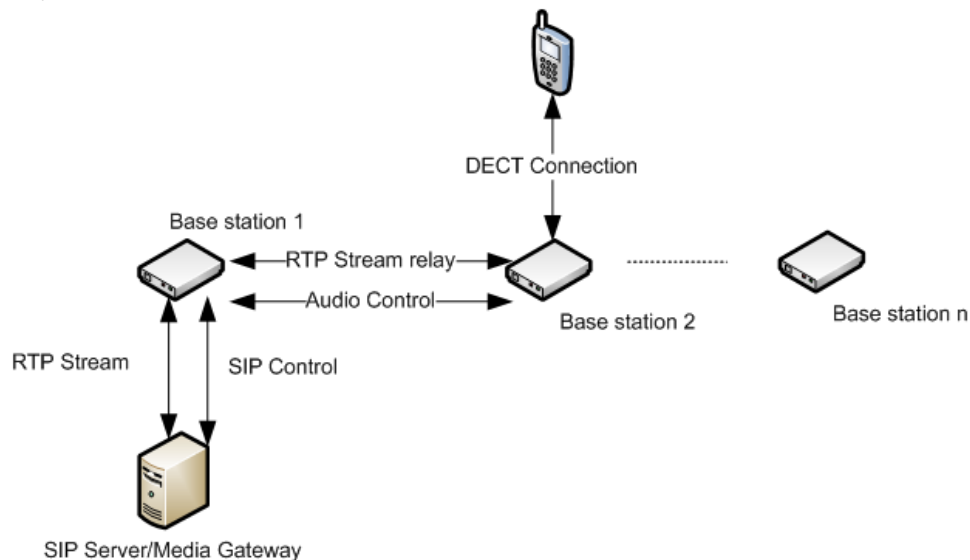 DECT Connection
Base station 1
RTP Stream relay
Audio Control
Base station 2
Base station n
RTP Stream
SIP Control
SIP Server/Media Gateway